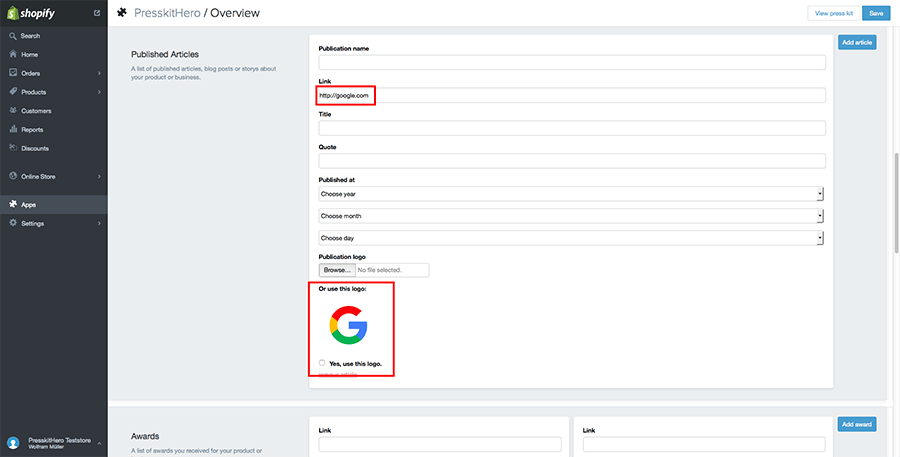 shopify
PresskitHero / Overview
View press kit
Save
Search
Home
Orders
Products
Customers
Reports
Discounts
Online Store
Apps
Settings
PresskitHero Teststore
Wolfram Müller
Published Articles
A list of published articles, blog posts or storys about
your product or business.
Add article
Publication name
Link
http://google.com
Title
Quote
Published at
Choose year
Choose month
Choose day
Publication logo
Browse... No file selected.
Or use this logo:
G
Yes, use this logo.
Awards
A list of awards you received for your product or
Add award
Link
Link